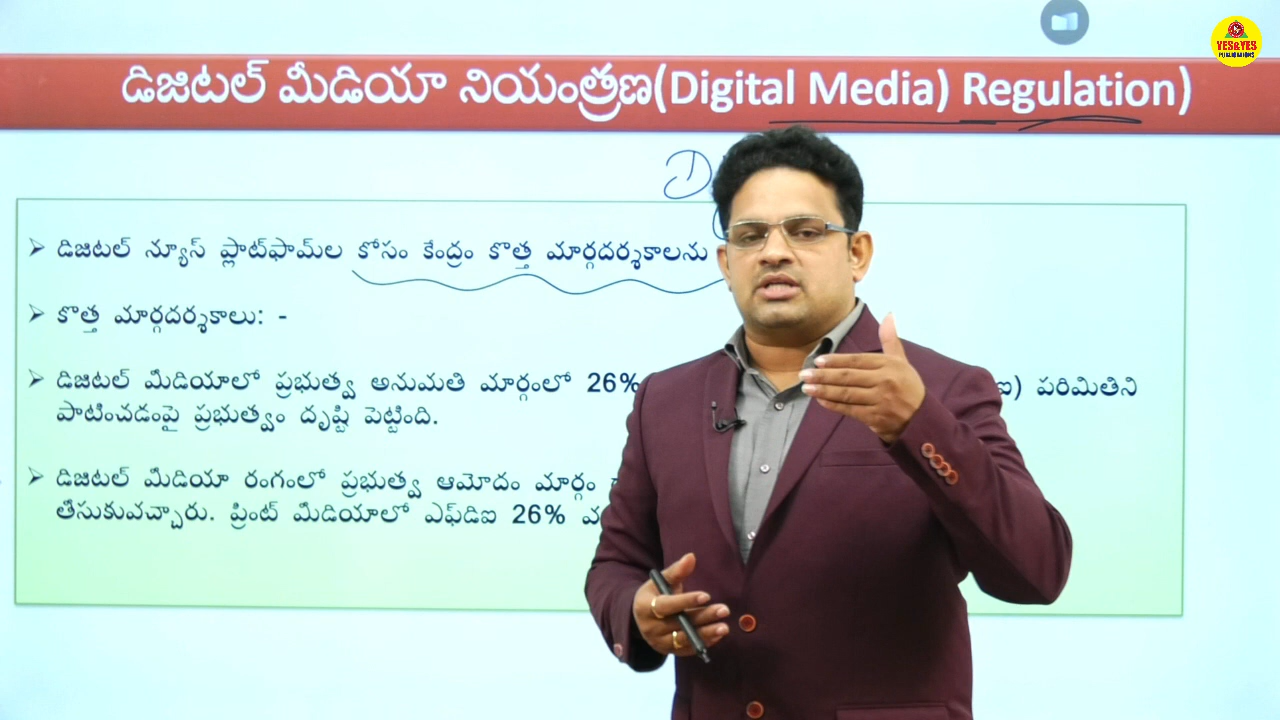 YES&YES
PUBLICATIONS
డిజిటల్ మీడియా నియంత్రణ(Digital Media) Regulation)
డిజిటల్ న్యూస్ ప్లాట్‌ఫామ్‌ల కోసం కేంద్రం కొత్త మార్గదర్శకాలను
కొత్త మార్గదర్శకాలు: -
డిజిటల్ మీడియాలో ప్రభుత్వ అనుమతి మార్గంలో 26% పరిమితిని
పాటించడంపై ప్రభుత్వం దృష్టి పెట్టింది.
డిజిటల్ మీడియా రంగంలో ప్రభుత్వ ఆమోదం మార్గం
తీసుకువచ్చారు. ప్రింట్ మీడియాలో ఎఫ్‌డిఐ 26%